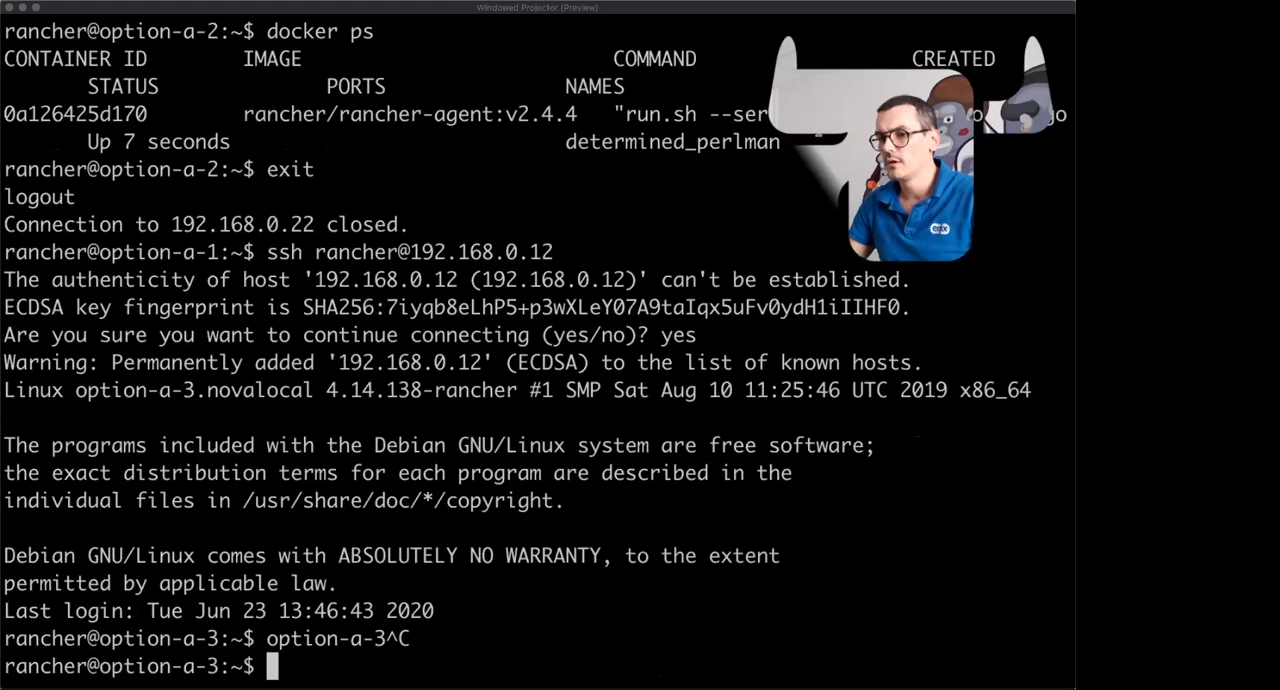 Windowed Projector (Preview)
rancher@option-a-2:~$ docker ps
CONTAINER ID IMAGE COMMAND CREATED
STATUS PORTS NAMES
0a126425d170 rancher/rancher-agent:v2.4.4 "run.sh --ser
Up 7 seconds determined_perlman
rancher@option-a-2:~$ exit
logout
Connection to 192.168.0.22 closed.
rancher@option-a-1:~$ ssh rancher@192.168.0.12
The authenticity of host '192.168.0.12 (192.168.0.12)' can't be established.
ECDSA key fingerprint is SHA256:7iyqb8eLhP5+p3wXLeY07A9taIqx5uFv0ydH1iIIHF0.
Are you sure you want to continue connecting (yes/no)? yes
Warning: Permanently added '192.168.0.12' (ECDSA) to the list of known hosts.
Linux option-a-3.novalocal 4.14.138-rancher #1 SMP Sat Aug 10 11:25:46 UTC 2019 x86_64
The programs included with the Debian GNU/Linux system are free software;
the exact distribution terms for each program are described in the
individual files in /usr/share/doc/*/copyright.
Debian GNU/Linux comes with ABSOLUTELY NO WARRANTY, to the extent
permitted by applicable law.
Last login: Tue Jun 23 13:46:43 2020
rancher@option-a-3:~$ option-a-3^C
rancher@option-a-3:~$